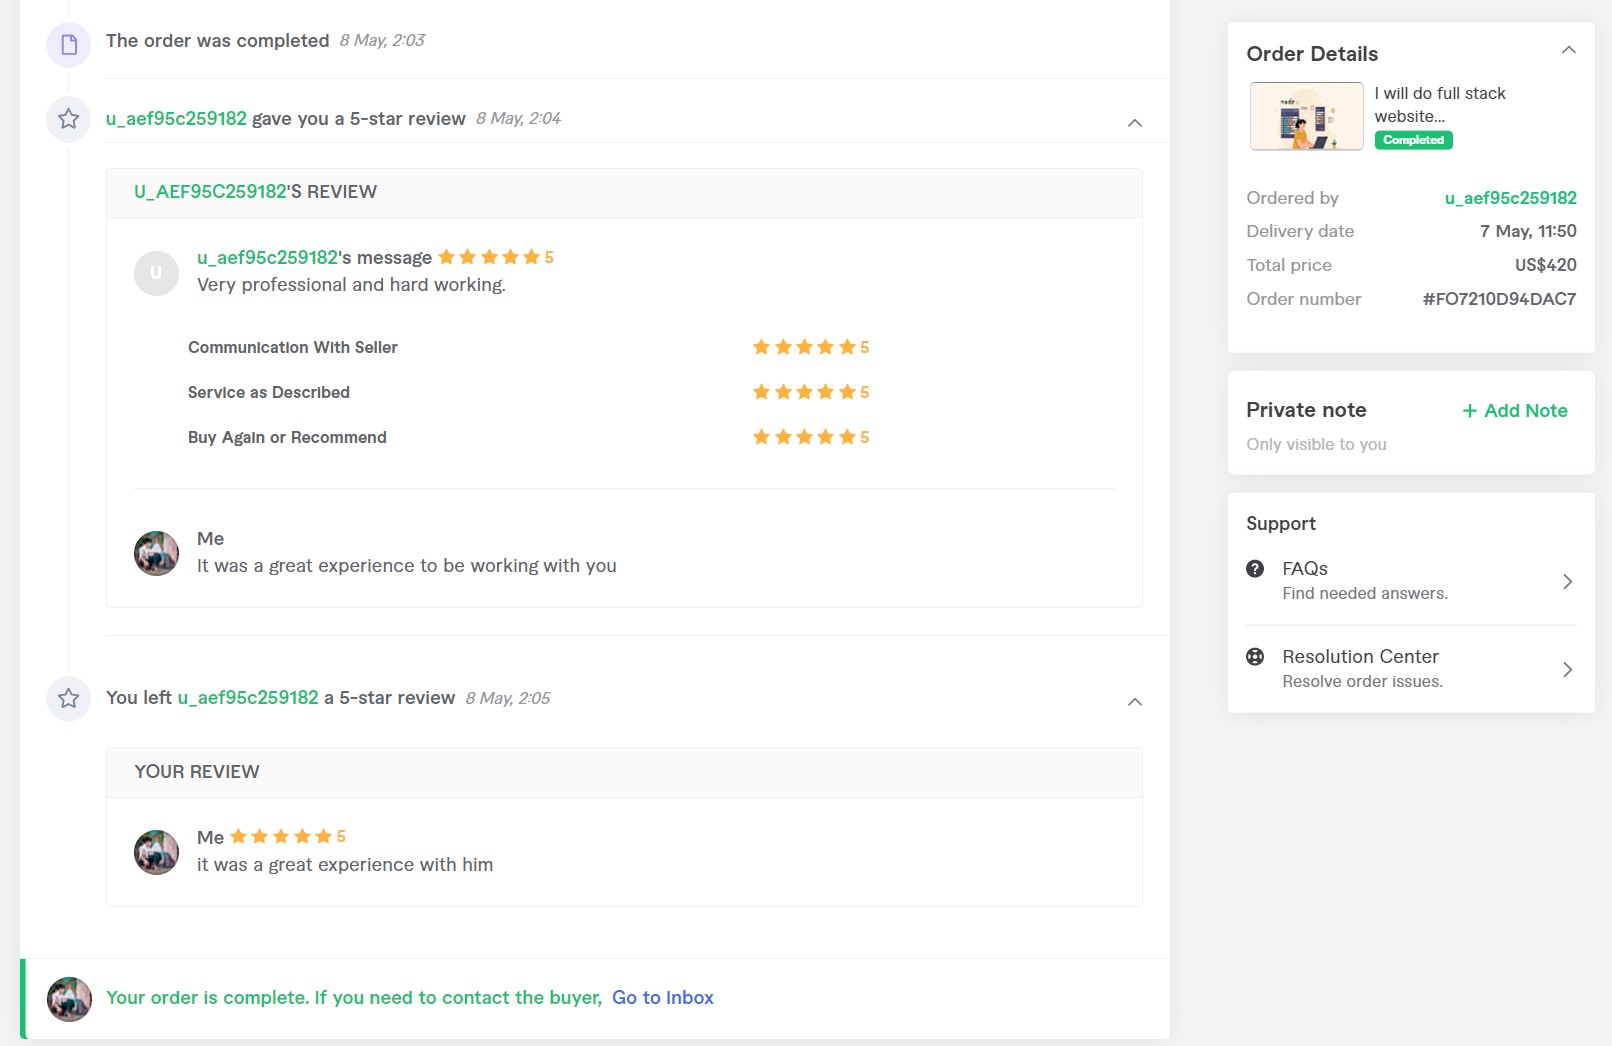 The order was completed 8 May, 2:03
u_aef95c259182 gave you a 5-star review 8 May, 2:04
U_AEF95C259182'S REVIEW
U
u_aef95c259182's message 5
Very professional and hard working.
Communication With Seller 5
Service as Described 5
Buy Again or Recommend 5
Me
It was a great experience to be working with you
You left u_aef95c259182 a 5-star review 8 May, 2:05
YOUR REVIEW
Me 5
it was a great experience with him
Your order is complete. If you need to contact the buyer, Go to Inbox
Order Details
node
I will do full stack
website...
Completed
Ordered by u_aef95c259182
Delivery date 7 May, 11:50
Total price US$420
Order number #FO7210D94DAC7
Private note + Add Note
Only visible to you
Support
FAQs
Find needed answers.
Resolution Center
Resolve order issues.